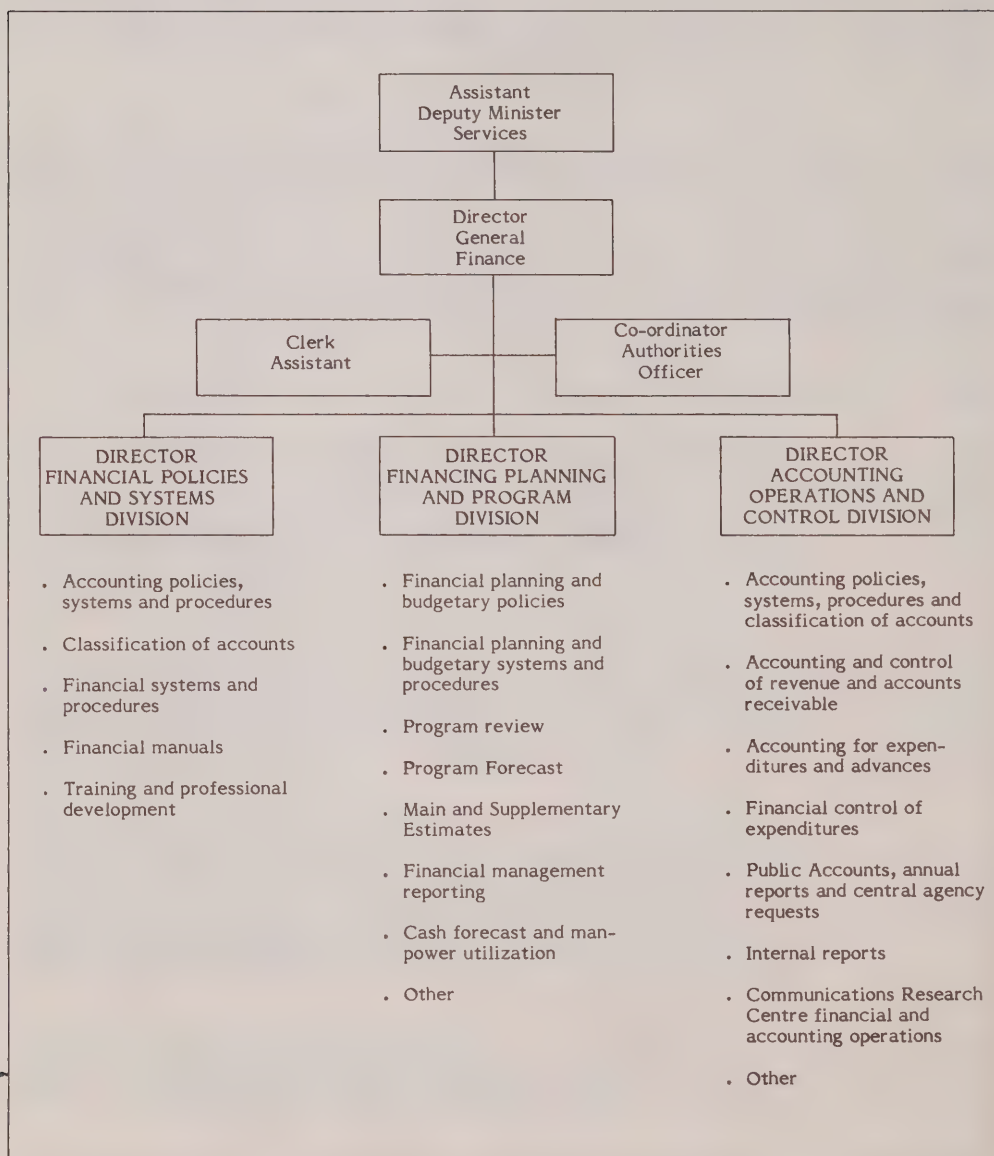 Assistant
Deputy Minister
Services
Director
General
Finance
Clerk
Assistant
Co-ordinator
Authorities
Officer
DIRECTOR
FINANCIAL POLICIES
AND SYSTEMS
DIVISION
. Accounting policies,
systems and procedures
. Classification of accounts
. Financial systems and
procedures
. Financial manuals
. Training and professional
development
DIRECTOR
FINANCING PLANNING
AND PROGRAM
DIVISION
. Financial planning and
budgetary policies
. Financial planning and
budgetary systems and
procedures
. Program review
. Program Forecast
. Main and Supplementary
Estimates
. Financial management
reporting
. Cash forecast and man-
power utilization
. Other
DIRECTOR
ACCOUNTING
OPERATIONS AND
CONTROL DIVISION
. Accounting policies,
systems, procedures and
classification of accounts
. Accounting and control
of revenue and accounts
receivable
. Accounting for expen-
ditures and advances
. Financial control of
expenditures
. Public Accounts, annual
reports and central agency
requests
. Internal reports
. Communications Research
Centre financial and
accounting operations
. Other